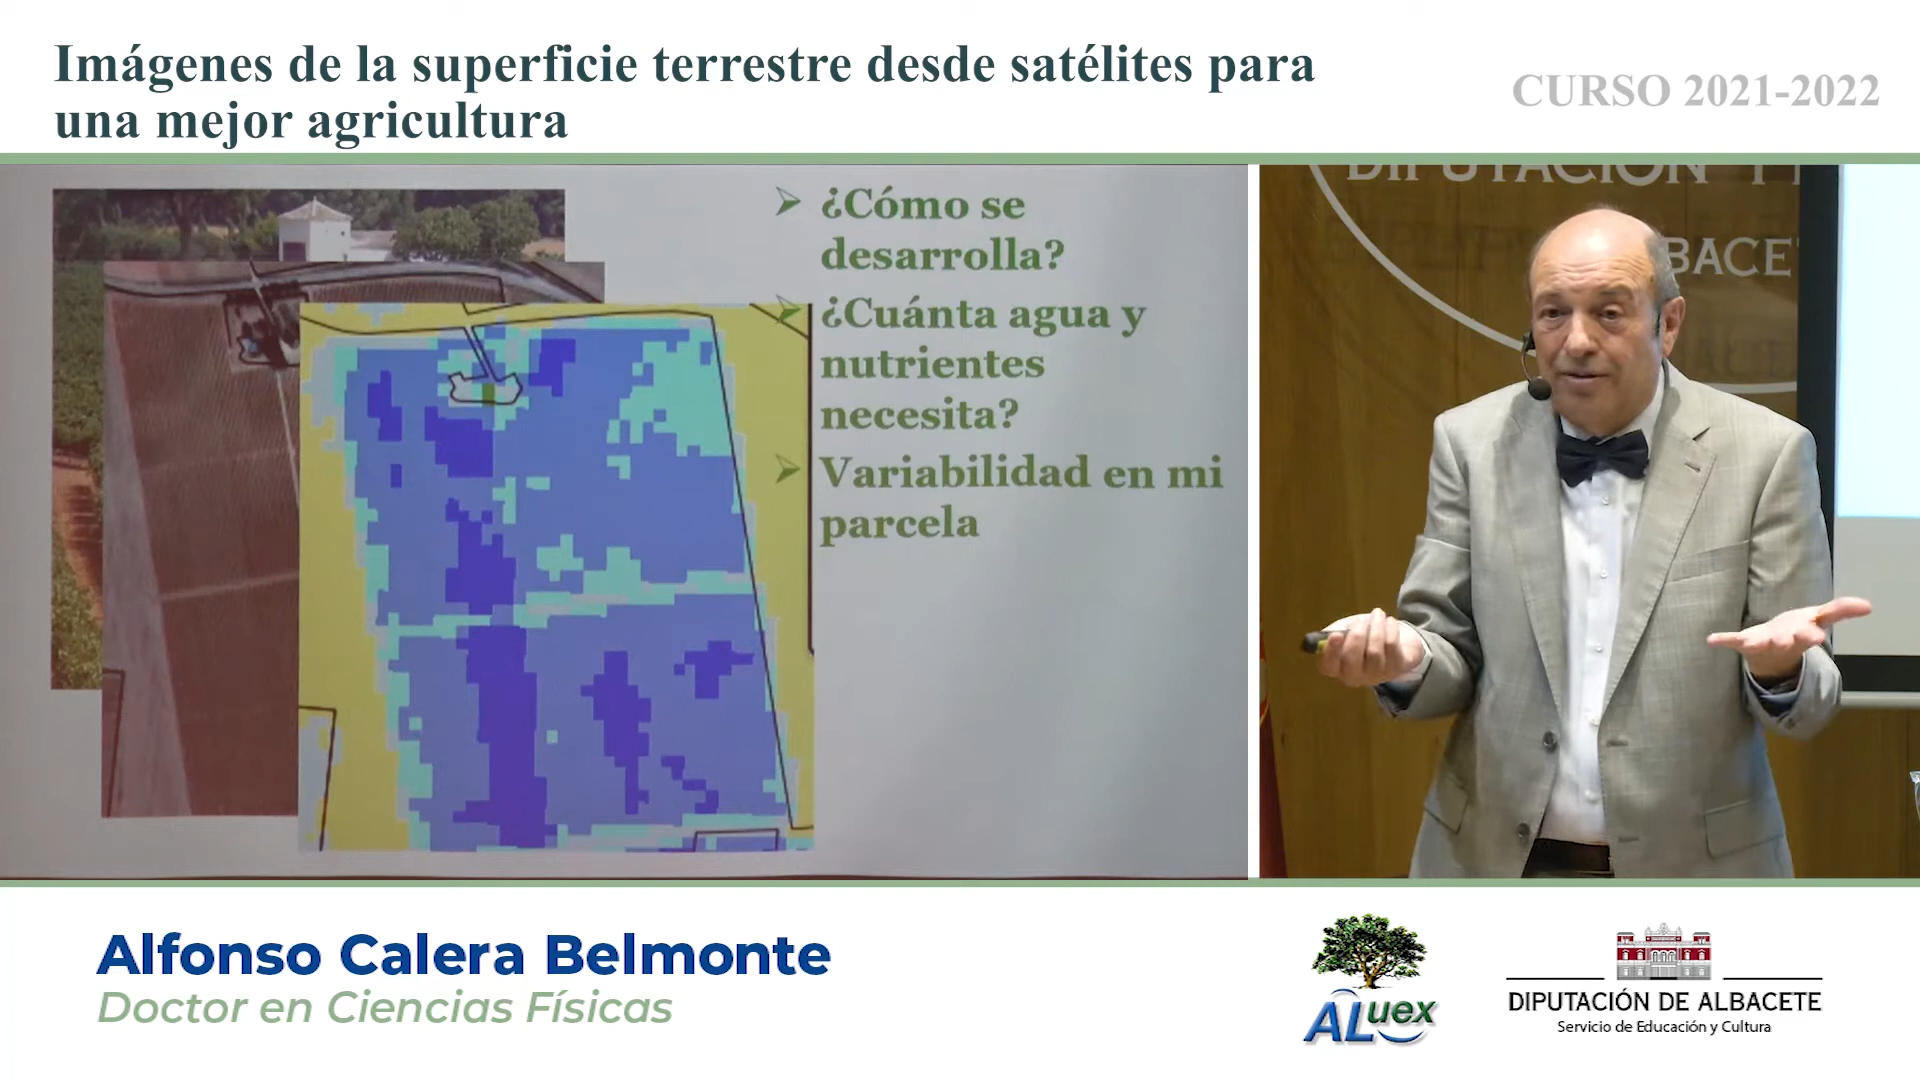 Imágenes de la superficie terrestre desde satélites para
una mejor agricultura
CURSO 2021-2022
¿Cómo se
desarrolla?
¿Cuánta agua y
nutrientes
necesita?
Variabilidad en mi
parcela
ALBACETE
Alfonso Calera Belmonte
Doctor en Ciencias Físicas
ALuex
DIPUTACIÓN DE ALBACETE
Servicio de Educación y Cultura